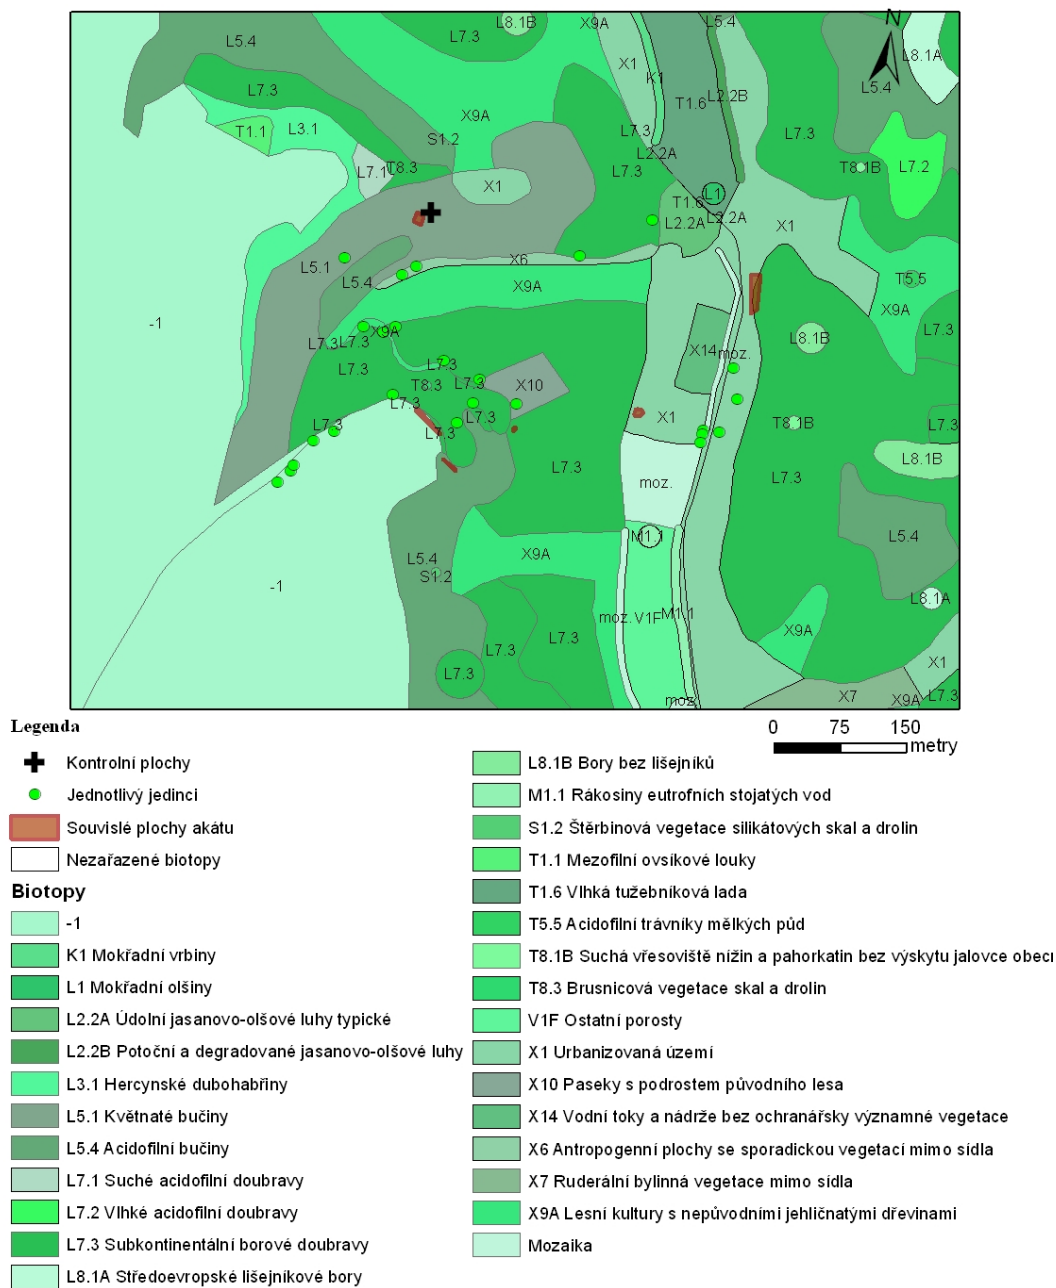 N
L5.4
L7.3
L8.1B
X9A
L5.4
L8.1A
X1
K1
L7.3
T1.6
L2.2B
L5.4
T1.1
L3.1
X9A
S1.2
L7.3
L7.3
L7.2
L7.1
T8.3
L2.2A
T8.1B
L7.3
X1
T1.6
L1
L2.2A
L2.2A
X1
L5.1
X6
L5.4
X9A
T5.5
X9A
-1
X9A
L7.3
L7.3
L8.1B
L7.3
X14
moz.
L7.3
L7.3
T8.3
L7.3
X10
L7.3
L7.3
L7.3
L7.3
X1
T8.1B
L7.3
L7.3
L7.3
L8.1B
moz.
M1.1
L5.4
L5.4
X9A
S1.2
-1
L8.1A
moz.
V1F
M1.1
L7.3
L7.3
X9A
X1
L7.3
X7
X9A
L7.3
moz.
Legenda
0 75 150
metry
Kontrolní plochy
Jednotlivý jedinci
Souvislé plochy akátu
Nezařazené biotopy
Biotopy
-1
K1 Mokřadní vrbiny
L1 Mokřadní olšiny
L2.2A Údolní jasanovo-olšové luhy typické
L2.2B Potoční a degradované jasanovo-olšové luhy
L3.1 Hercynské dubohabřiny
L5.1 Květnaté bučiny
L5.4 Acidofilní bučiny
L7.1 Suché acidofilní doubravy
L7.2 Vlhké acidofilní doubravy
L7.3 Subkontinentální borové doubravy
L8.1A Středoevropské lišejníkové bory
L8.1B Bory bez lišejníků
M1.1 Rákosiny eutrofních stojatých vod
S1.2 Štěrbinová vegetace silikátových skal a drolin
T1.1 Mezofilní ovsíkové louky
T1.6 Vlhká tužebníková lada
T5.5 Acidofilní trávníky mělkých půd
T8.1B Suchá vřesoviště nížin a pahorkatin bez výskytu jalovce obecn
T8.3 Brusnicová vegetace skal a drolin
V1F Ostatní porosty
X1 Urbanizovaná území
X10 Paseky s podrostem původního lesa
X14 Vodní toky a nádrže bez ochranářsky významné vegetace
X6 Antropogenní plochy se sporadickou vegetací mimo sídla
X7 Ruderální bylinná vegetace mimo sídla
X9A Lesní kultury s nepůvodními jehličnatými dřevinami
Mozaika